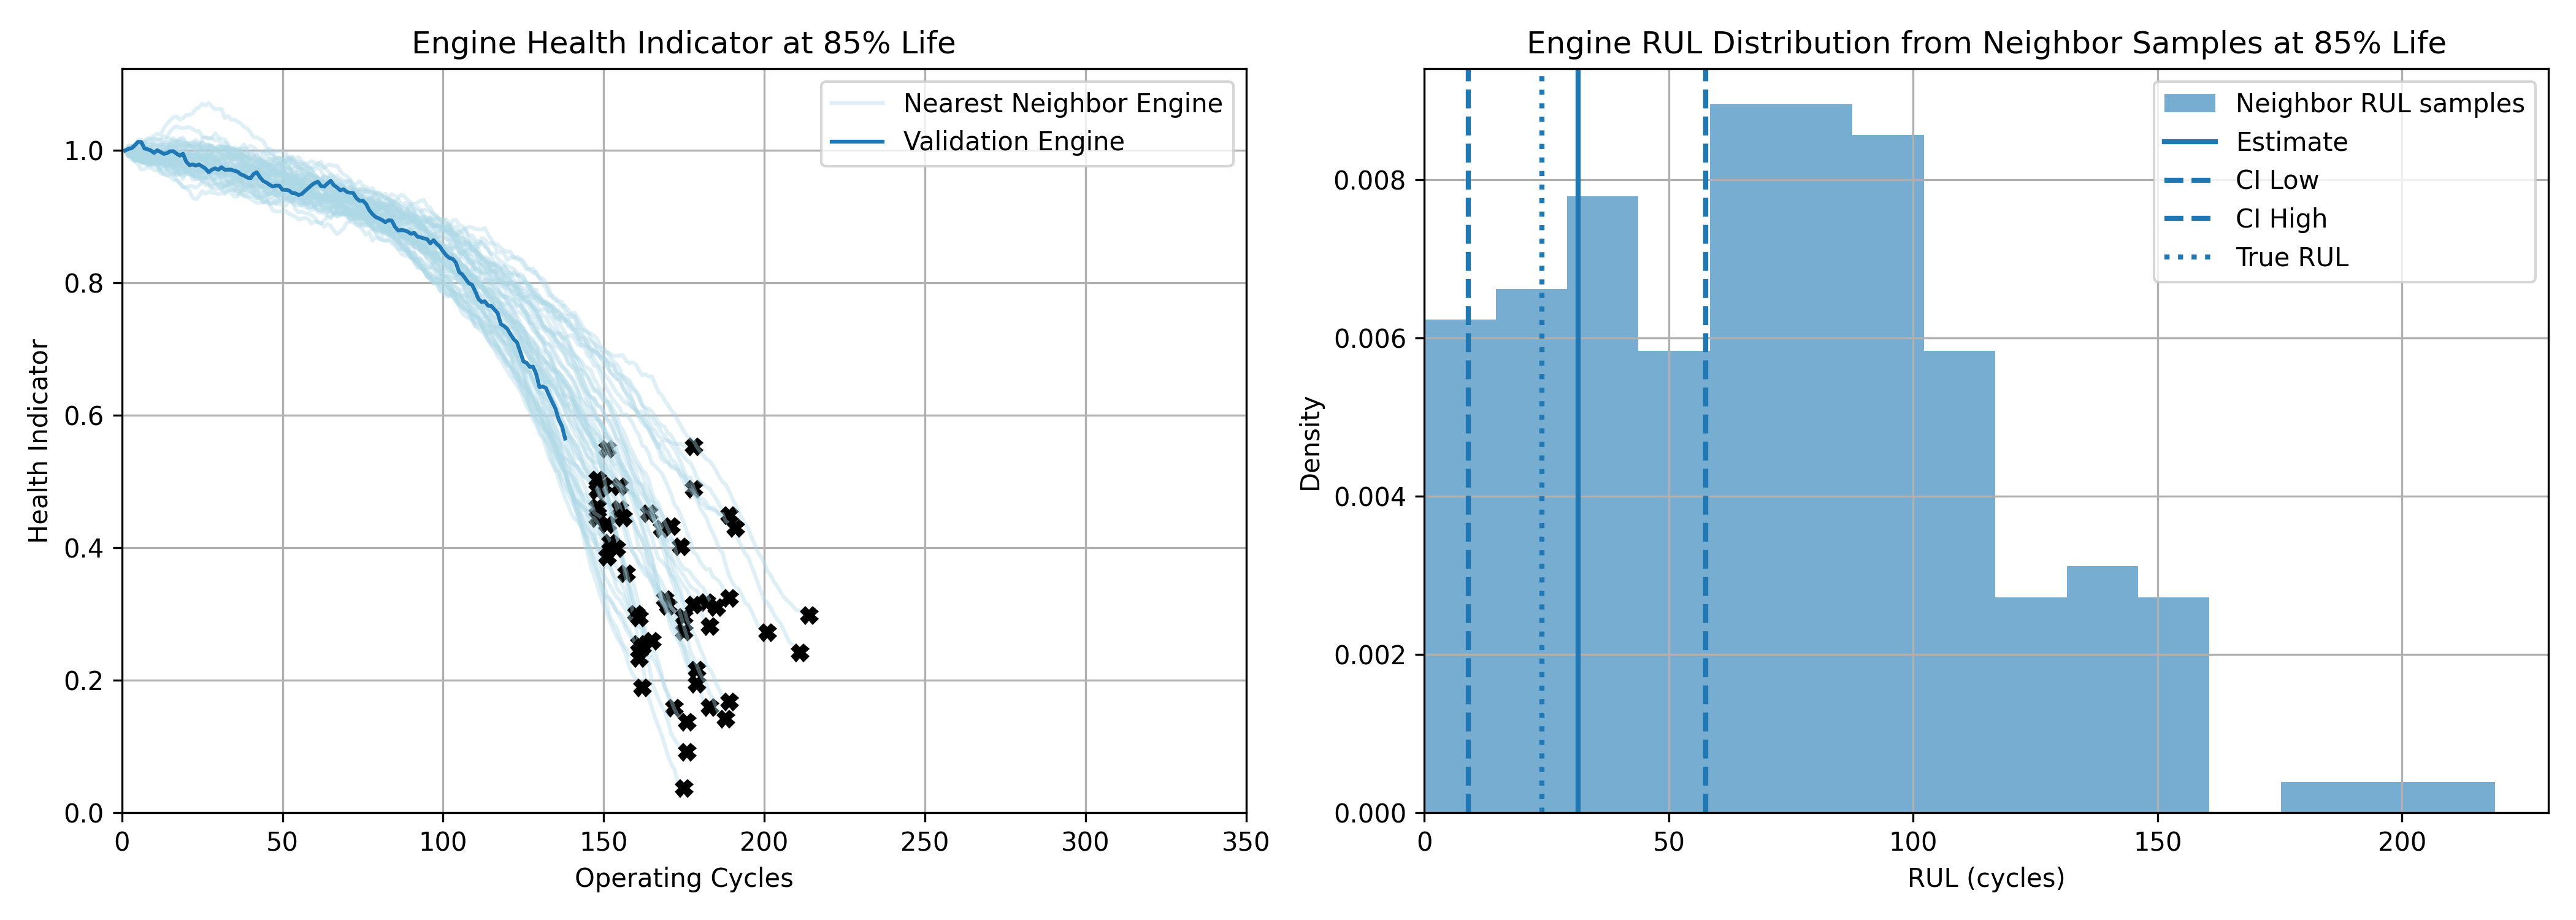 Engine Health Indicator at 85% Life
Nearest Neighbor Engine
Validation Engine
1.0
0.8
0.6
0.4
0.2
0.0
Health Indicator
0 50 100 150 200 250 300 350
Operating Cycles
Engine RUL Distribution from Neighbor Samples at 85% Life
Neighbor RUL samples
Estimate
CI Low
CI High
True RUL
0.008
0.006
0.004
0.002
0.000
Density
0 50 100 150 200
RUL (cycles)